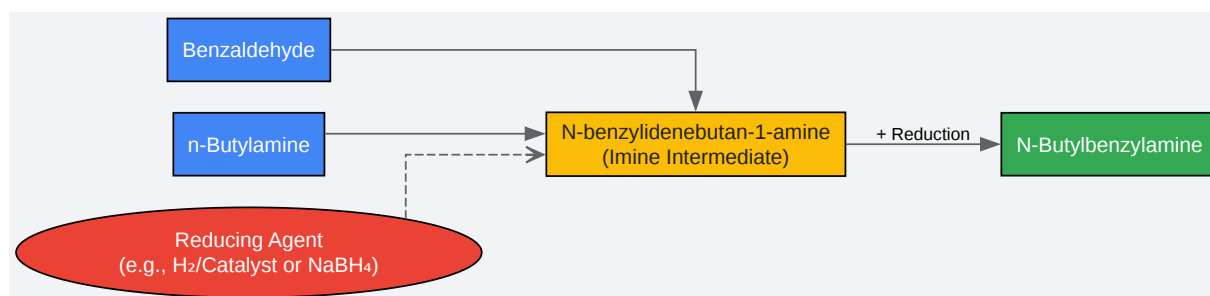 Benzaldehyde
n-Butylamine
N-benzylidenebutan-1-amine
(Imine Intermediate)
+ Reduction
N-Butylbenzylamine
Reducing Agent
(e.g., H₂/Catalyst or NaBH₄)